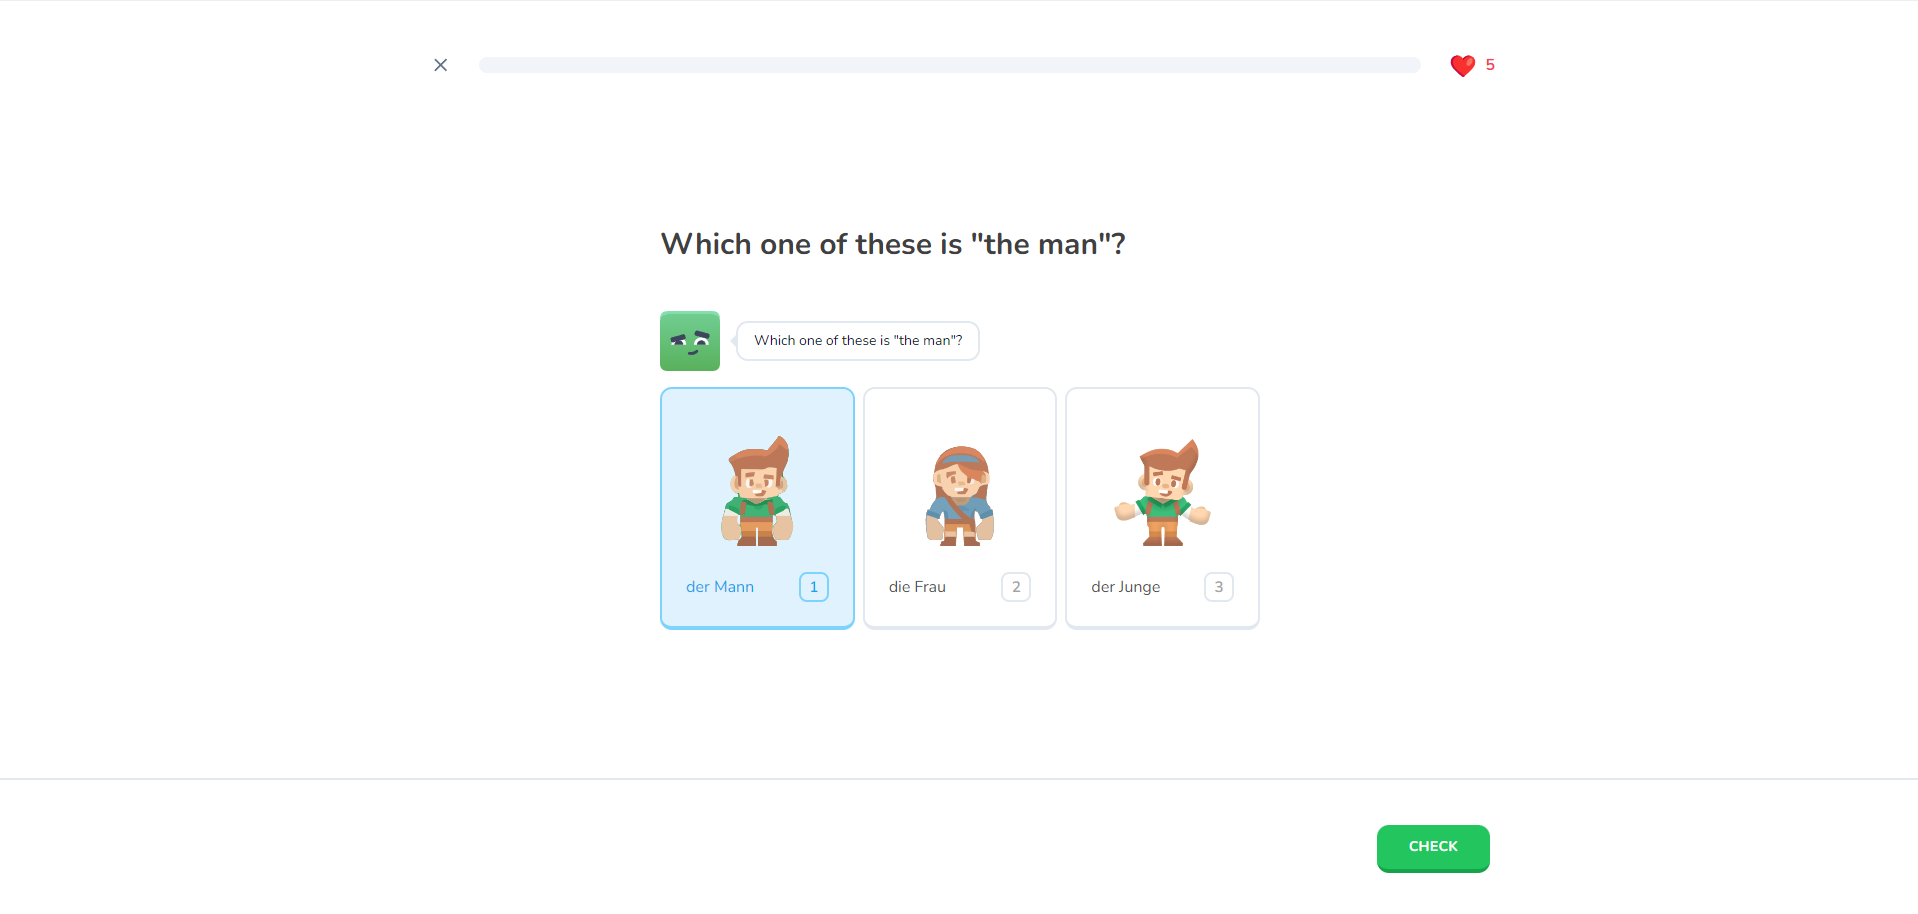 5
Which one of these is "the man"?
Which one of these is "the man"?
der Mann 1
die Frau 2
der Junge 3
CHECK